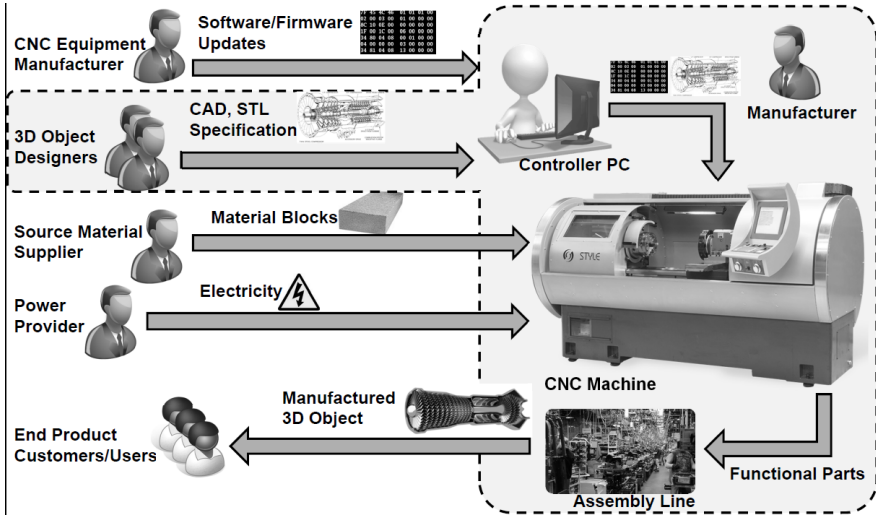 CNC Equipment
Manufacturer
Software/Firmware
Updates
3D Object
Designers
CAD, STL
Specification
Controller PC
Manufacturer
Source Material
Supplier
Material Blocks
STYLE
Power
Provider
Electricity
CNC Machine
End Product
Customers/Users
Manufactured
3D Object
Assembly Line
Functional Parts